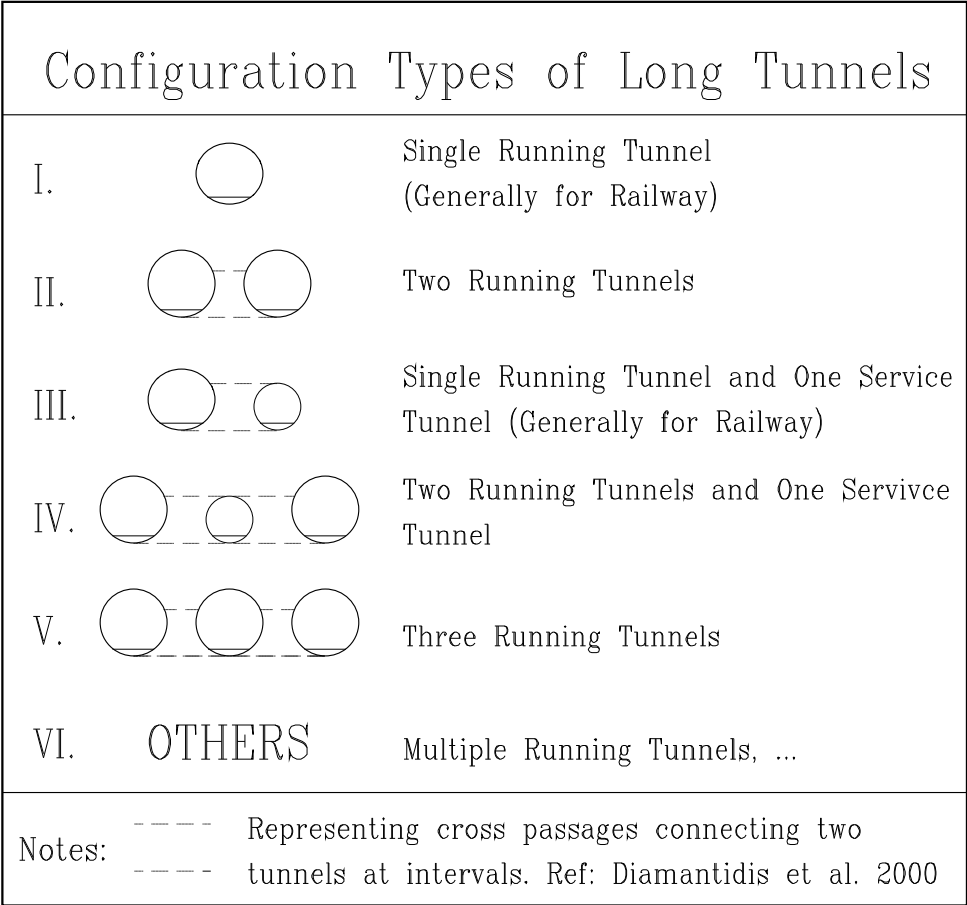 Configuration Types of Long Tunnels
I. Single Running Tunnel
(Generally for Railway)
II. Two Running Tunnels
III. Single Running Tunnel and One Service
Tunnel (Generally for Railway)
IV. Two Running Tunnels and One Servivce
Tunnel
V. Three Running Tunnels
VI. OTHERS Multiple Running Tunnels, ...
Notes: Representing cross passages connecting two
tunnels at intervals. Ref: Diamantidis et al. 2000